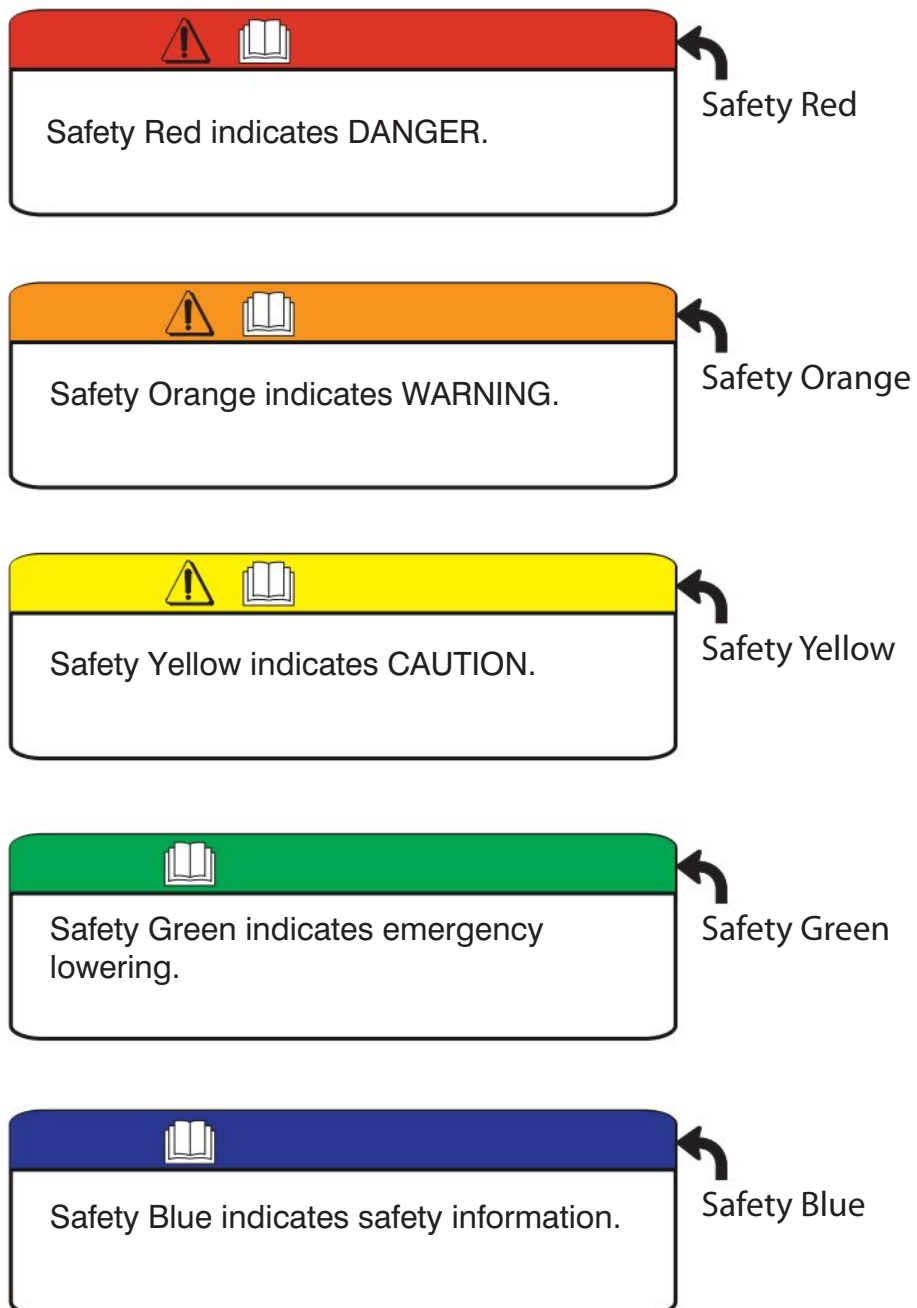 Safety Red indicates DANGER.
Safety Red
Safety Orange indicates WARNING.
Safety Orange
Safety Yellow indicates CAUTION.
Safety Yellow
Safety Green indicates emergency
lowering.
Safety Green
Safety Blue indicates safety information.
Safety Blue